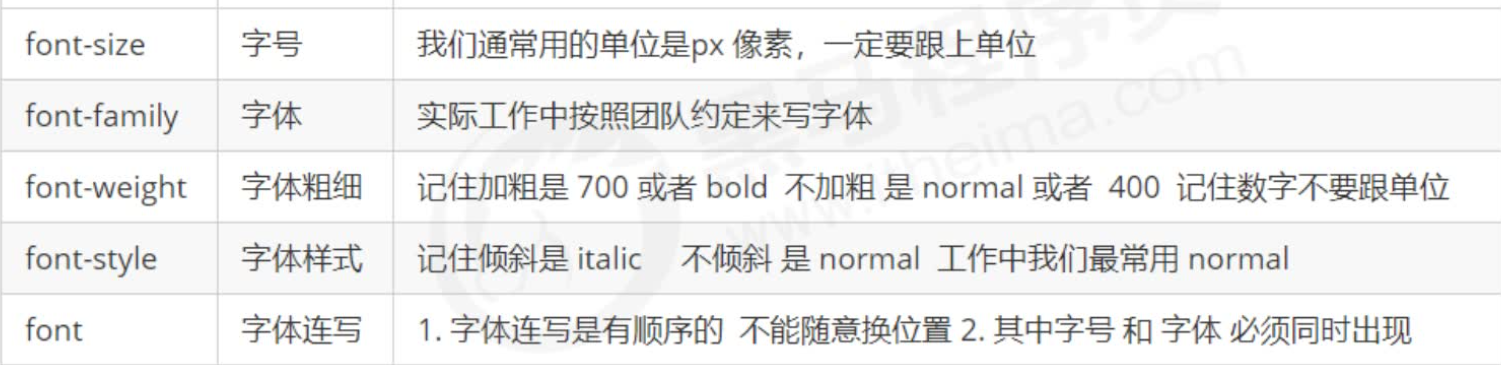 font-size 字号 我们通常用的单位是px 像素，一定要跟上单位
font-family 字体 实际工作中按照团队约定来写字体
font-weight 字体粗细 记住加粗是 700 或者 bold 不加粗 是 normal 或者 400 记住数字不要跟单位
font-style 字体样式 记住倾斜是 italic 不倾斜 是 normal 工作中我们最常用 normal
font 字体连写 1. 字体连写是有顺序的 不能随意换位置 2. 其中字号 和 字体 必须同时出现
黑马程序员
www.itheima.com